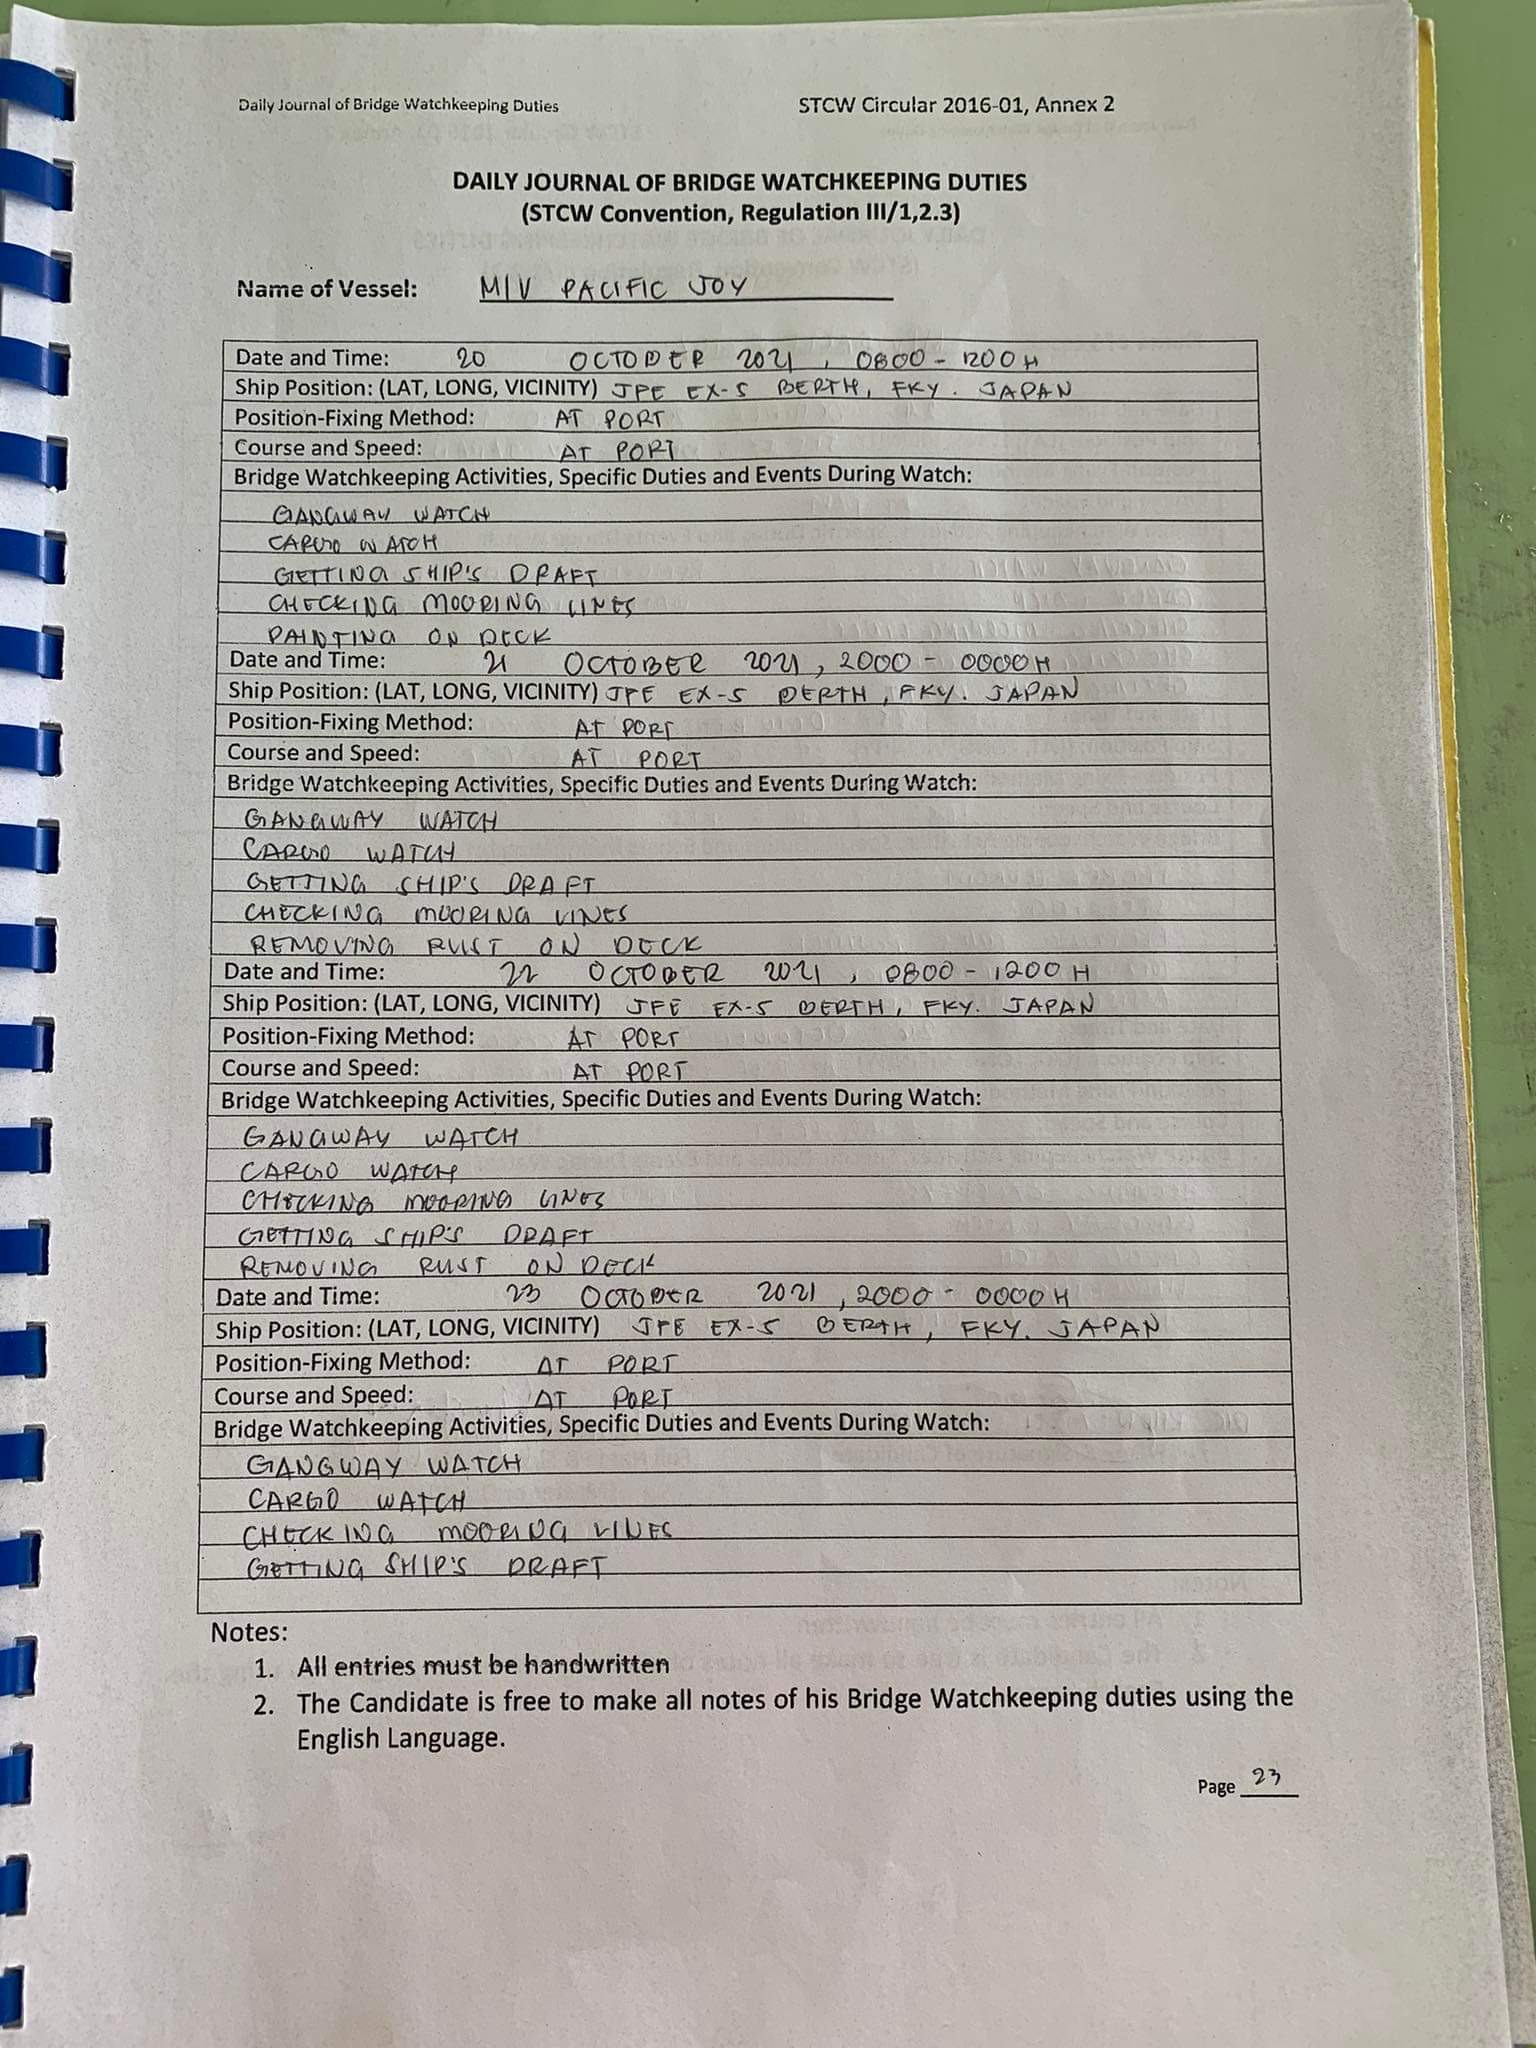 Daily Journal of Bridge Watchkeeping Duties STCW Circular 2016-01, Annex 2
DAILY JOURNAL OF BRIDGE WATCHKEEPING DUTIES
(STCW Convention, Regulation III/1,2.3)
Name of Vessel: M/V PACIFIC JOY
Date and Time: 20 OCTOBER 2021, 0800 - 1200H
Ship Position: (LAT, LONG, VICINITY) JFE EX-5 BERTH, FKY. JAPAN
Position-Fixing Method: AT PORT
Course and Speed: AT PORT
Bridge Watchkeeping Activities, Specific Duties and Events During Watch:
GANGWAY WATCH
CARGO WATCH
GETTING SHIP'S DRAFT
CHECKING MOORING LINES
PAINTING ON DECK
Date and Time: 21 OCTOBER 2021, 2000 - 0000H
Ship Position: (LAT, LONG, VICINITY) JFE EX-5 BERTH, FKY. JAPAN
Position-Fixing Method: AT PORT
Course and Speed: AT PORT
Bridge Watchkeeping Activities, Specific Duties and Events During Watch:
GANGWAY WATCH
CARGO WATCH
GETTING SHIP'S DRAFT
CHECKING MOORING LINES
REMOVING RUST ON DECK
Date and Time: 22 OCTOBER 2021, 0800 - 1200H
Ship Position: (LAT, LONG, VICINITY) JFE EX-5 BERTH, FKY. JAPAN
Position-Fixing Method: AT PORT
Course and Speed: AT PORT
Bridge Watchkeeping Activities, Specific Duties and Events During Watch:
GANGWAY WATCH
CARGO WATCH
CHECKING MOORING LINES
GETTING SHIP'S DRAFT
REMOVING RUST ON DECK
Date and Time: 23 OCTOBER 2021, 2000 - 0000H
Ship Position: (LAT, LONG, VICINITY) JFE EX-5 BERTH, FKY. JAPAN
Position-Fixing Method: AT PORT
Course and Speed: AT PORT
Bridge Watchkeeping Activities, Specific Duties and Events During Watch:
GANGWAY WATCH
CARGO WATCH
CHECKING MOORING LINES
GETTING SHIP'S DRAFT
Notes:
1. All entries must be handwritten
2. The Candidate is free to make all notes of his Bridge Watchkeeping duties using the
English Language.
Page 23